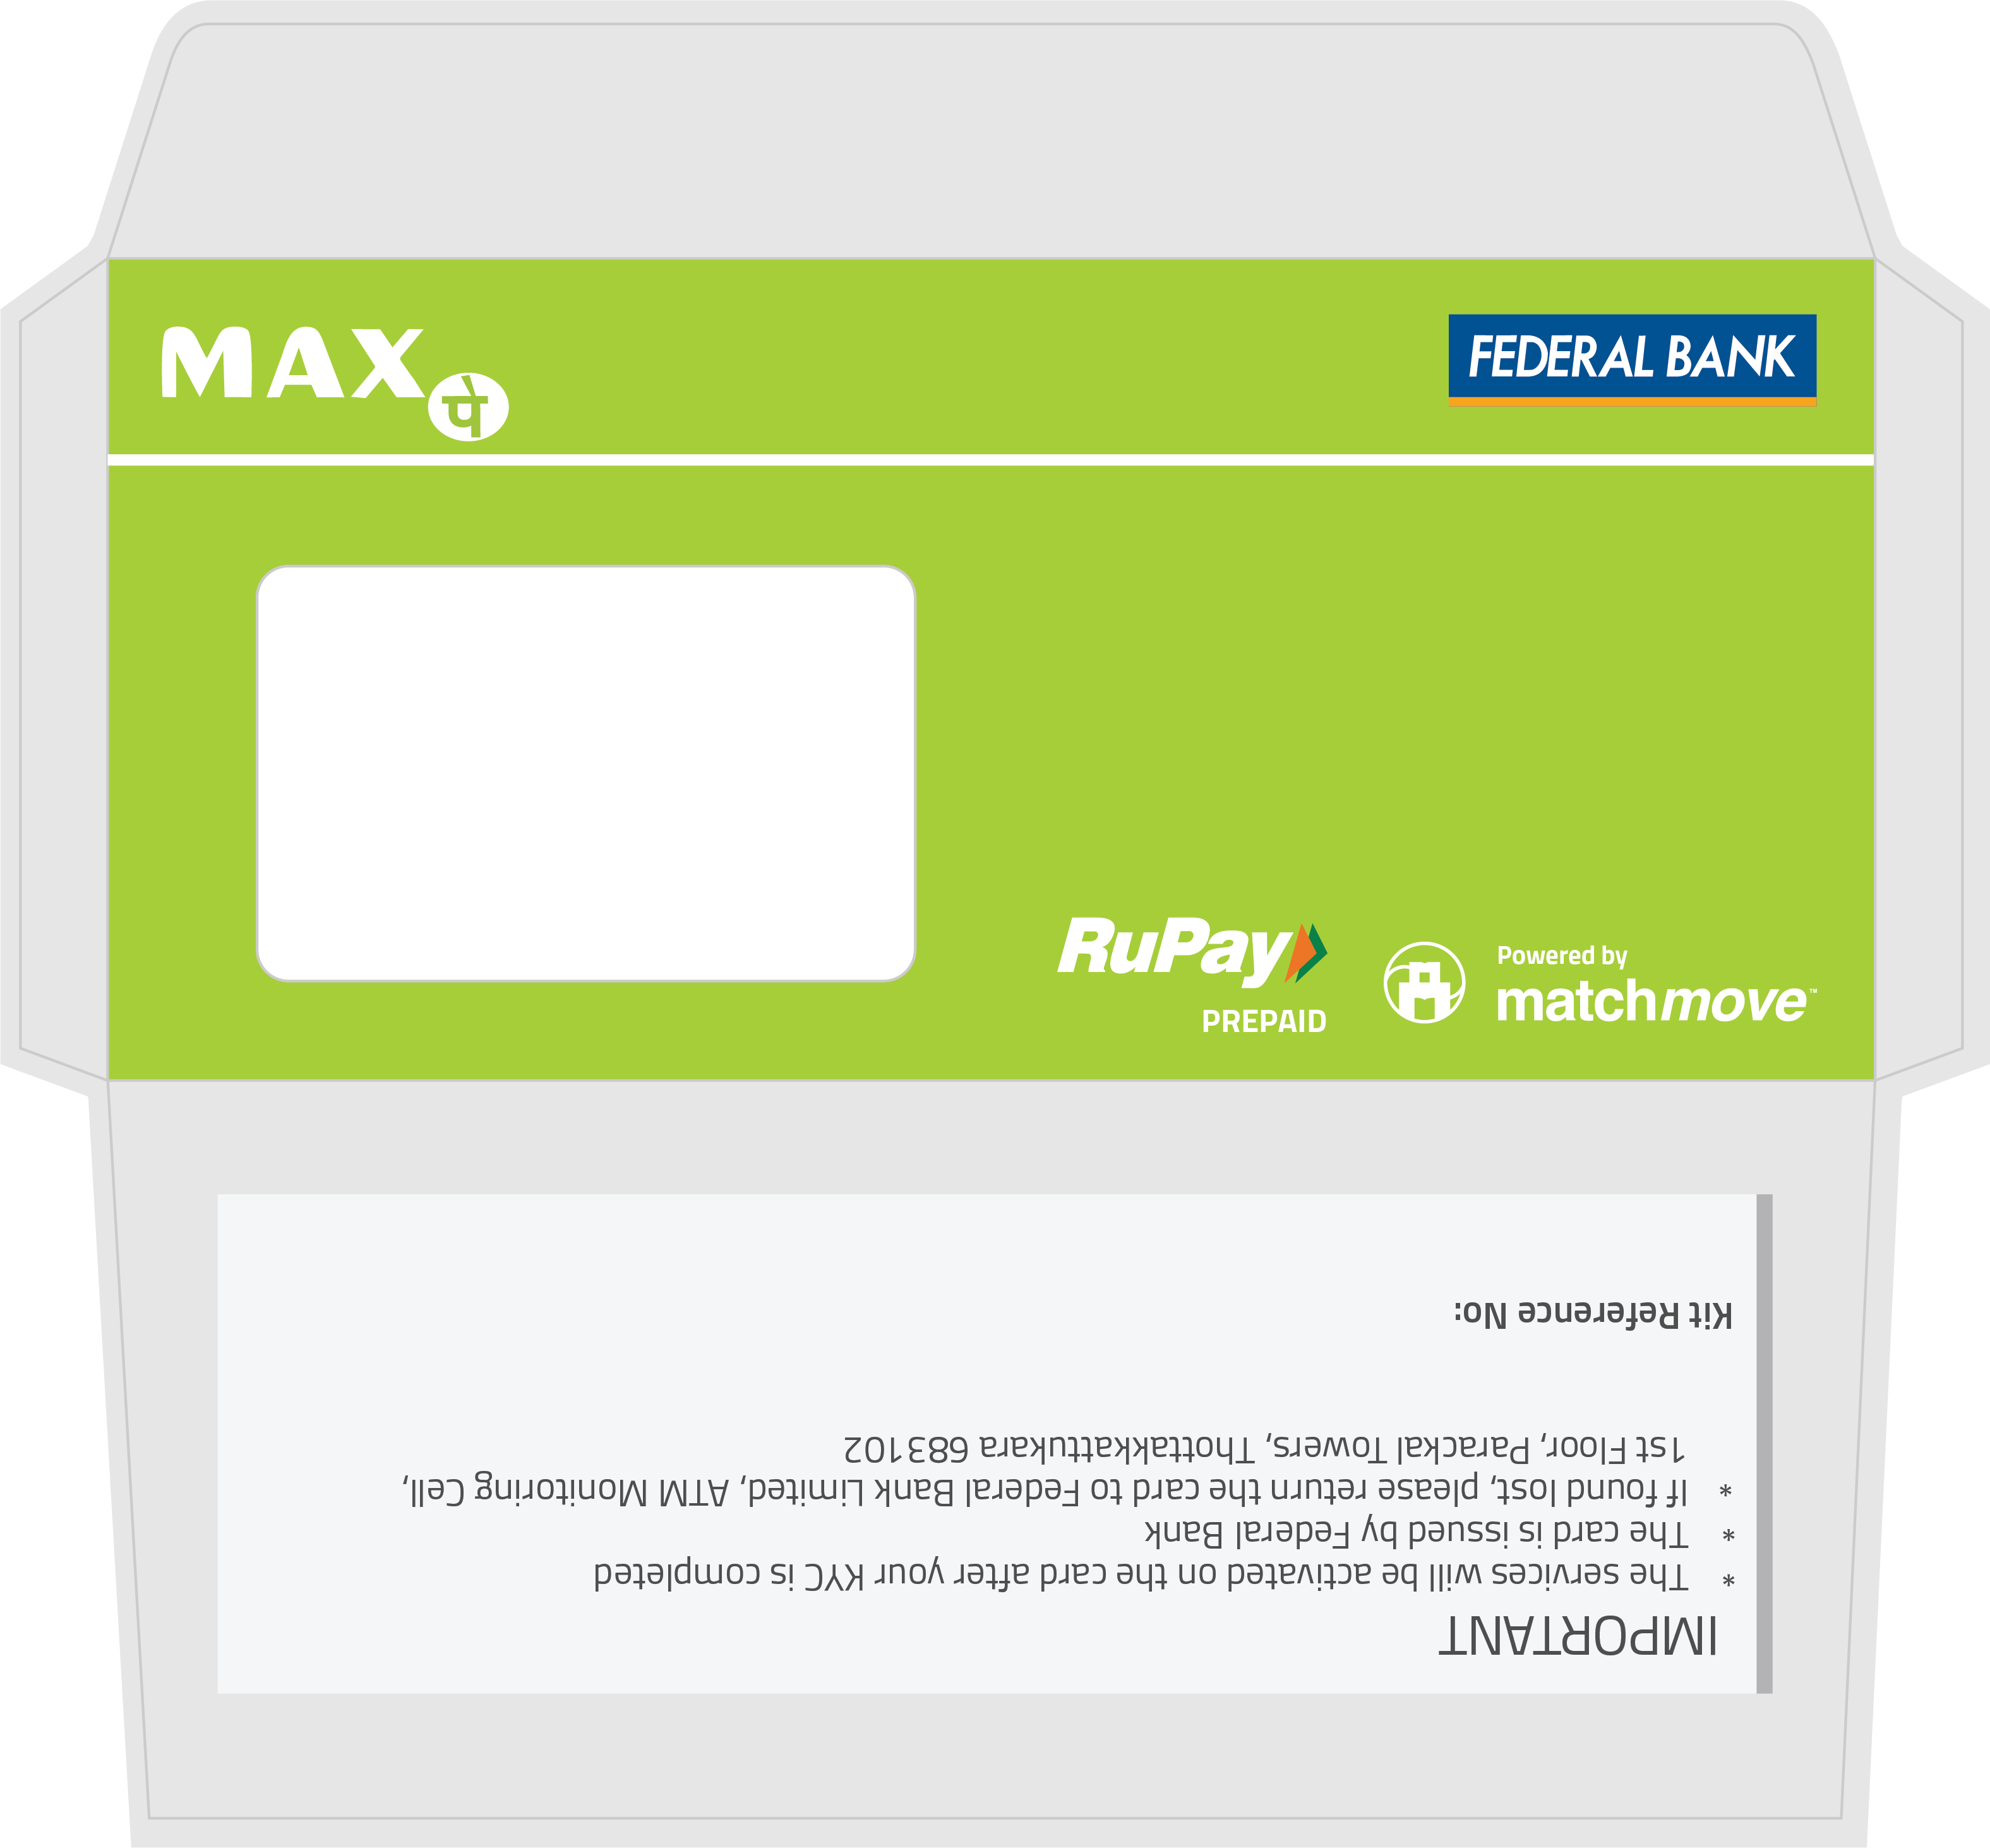 MAX पे
FEDERAL BANK
RuPay
PREPAID
Powered by
matchmove™
IMPORTANT
* The services will be activated on the card after your KYC is completed
* The card is issued by Federal Bank
* If found lost, please return the card to Federal Bank Limited, ATM Monitoring Cell,
1st Floor, Parackal Towers, Thottakkattukara 683102
Kit Reference No: